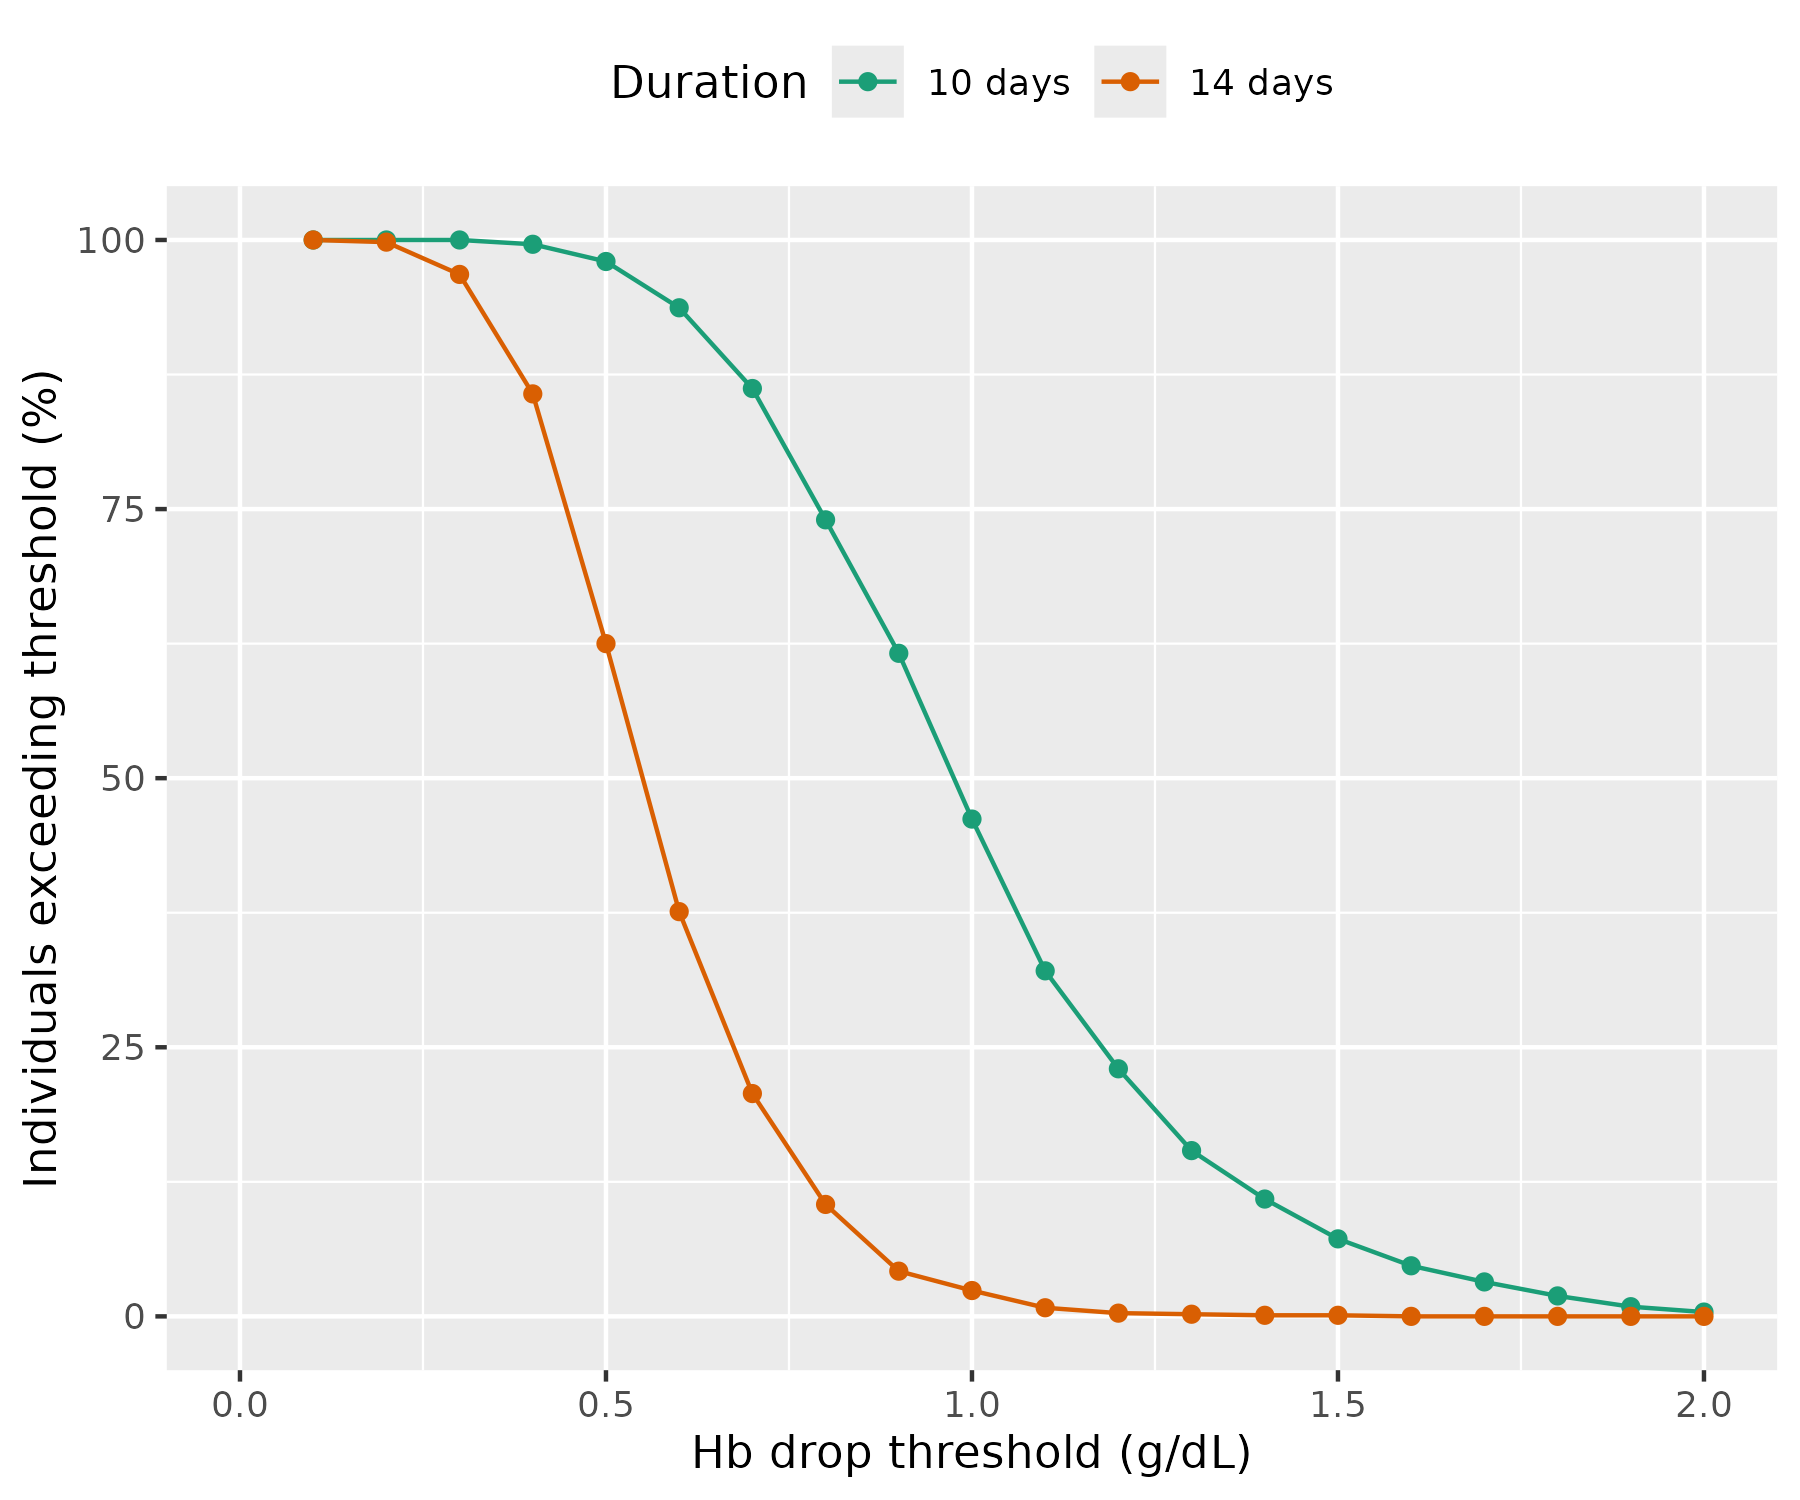 Duration 10 days 14 days
Individuals exceeding threshold (%)
100
75
50
25
0
0.0 0.5 1.0 1.5 2.0
Hb drop threshold (g/dL)